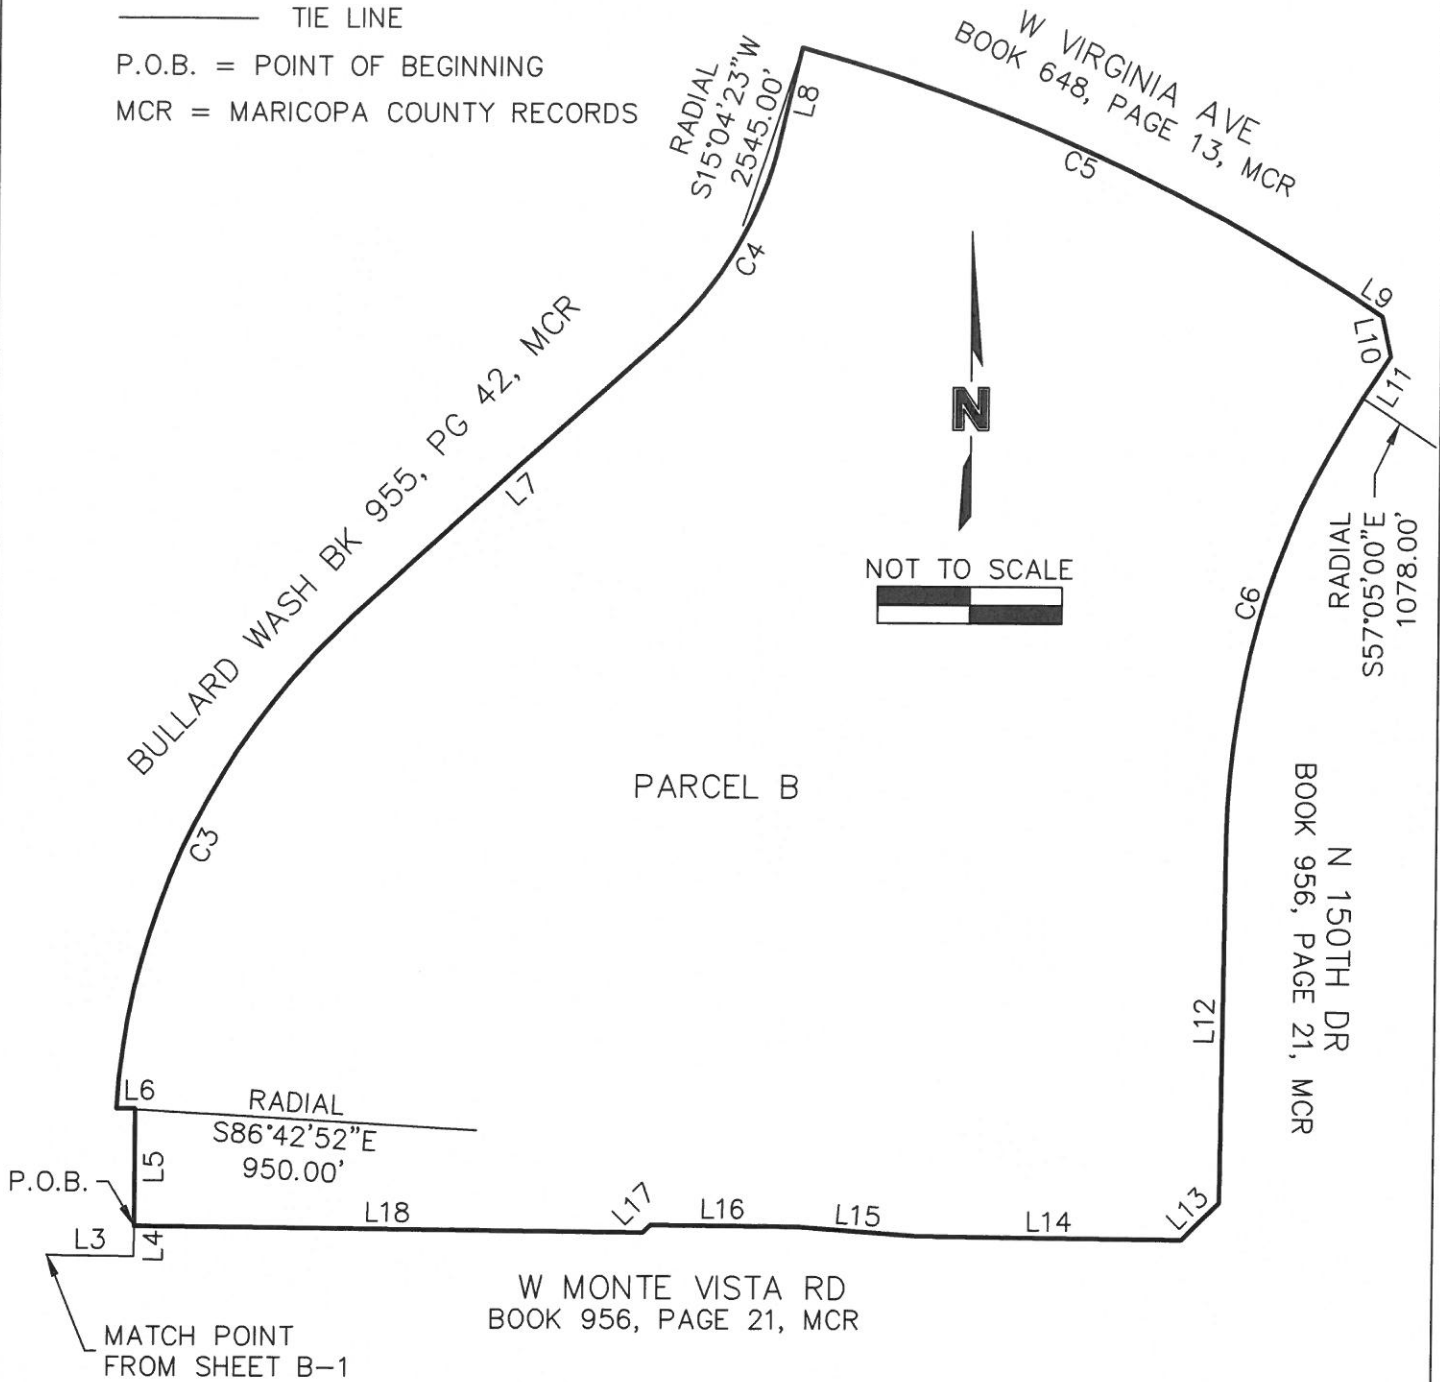 TIE LINE
P.O.B. = POINT OF BEGINNING
MCR = MARICOPA COUNTY RECORDS
RADIAL
S15°04'23"W
2545.00'
L8
W VIRGINIA AVE
BOOK 648, PAGE 13, MCR
C5
C4
L9
L10
L11
RADIAL
S57°05'00"E
1078.00'
BULLARD WASH BK 955, PG 42, MCR
L7
N
NOT TO SCALE
C6
PARCEL B
C3
N 150TH DR
BOOK 956, PAGE 21, MCR
L12
L6
RADIAL
S86°42'52"E
950.00'
L5
P.O.B.
L18
L17
L16
L15
L14
L13
L3
L4
W MONTE VISTA RD
BOOK 956, PAGE 21, MCR
MATCH POINT
FROM SHEET B-1